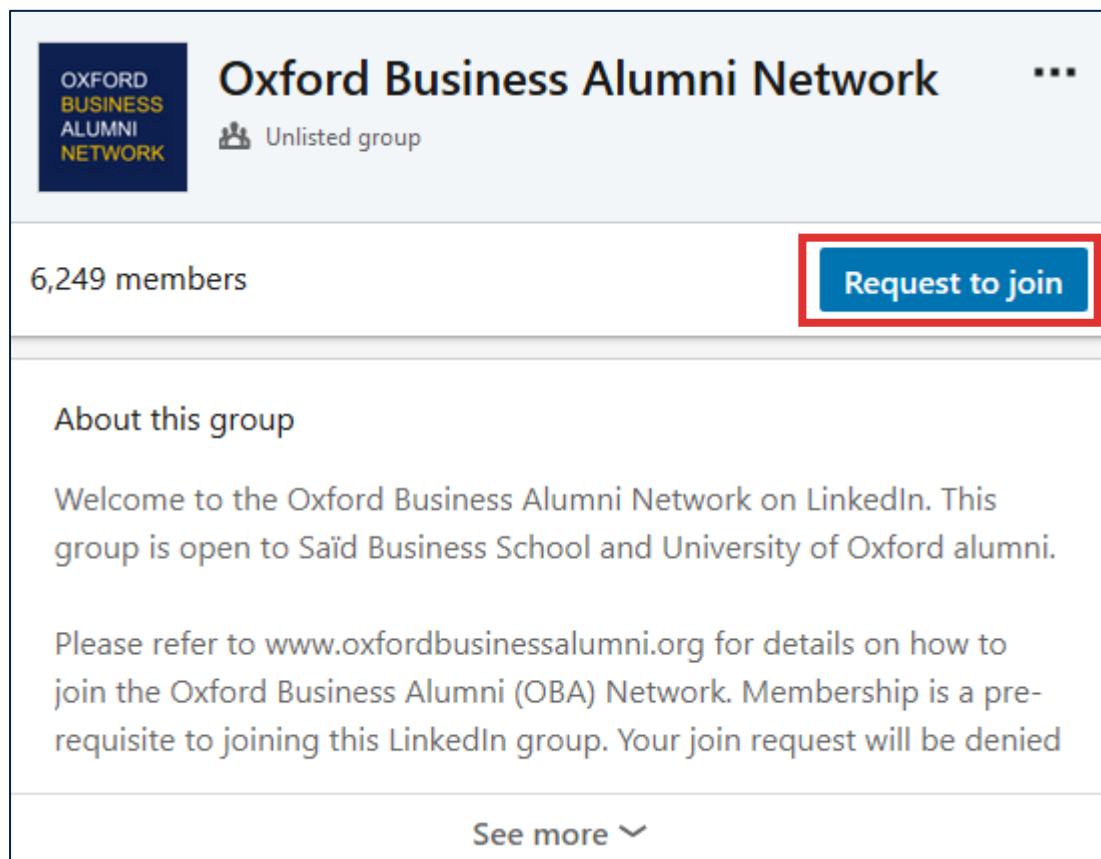 OXFORD
BUSINESS
ALUMNI
NETWORK
Oxford Business Alumni Network
Unlisted group
6,249 members
Request to join
About this group
Welcome to the Oxford Business Alumni Network on LinkedIn. This
group is open to Saïd Business School and University of Oxford alumni.
Please refer to www.oxfordbusinessalumni.org for details on how to
join the Oxford Business Alumni (OBA) Network. Membership is a pre-
requisite to joining this LinkedIn group. Your join request will be denied
See more